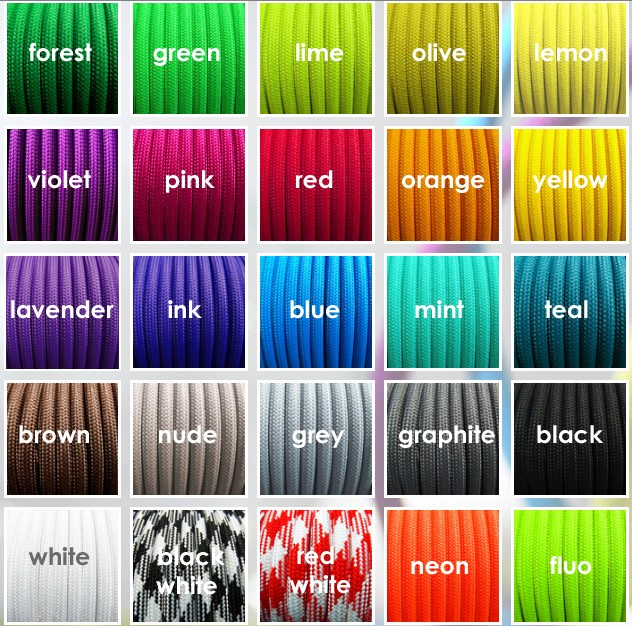 forest green lime olive lemon
violet pink red orange yellow
lavender ink blue mint teal
brown nude grey graphite black
white black white red white neon fluo